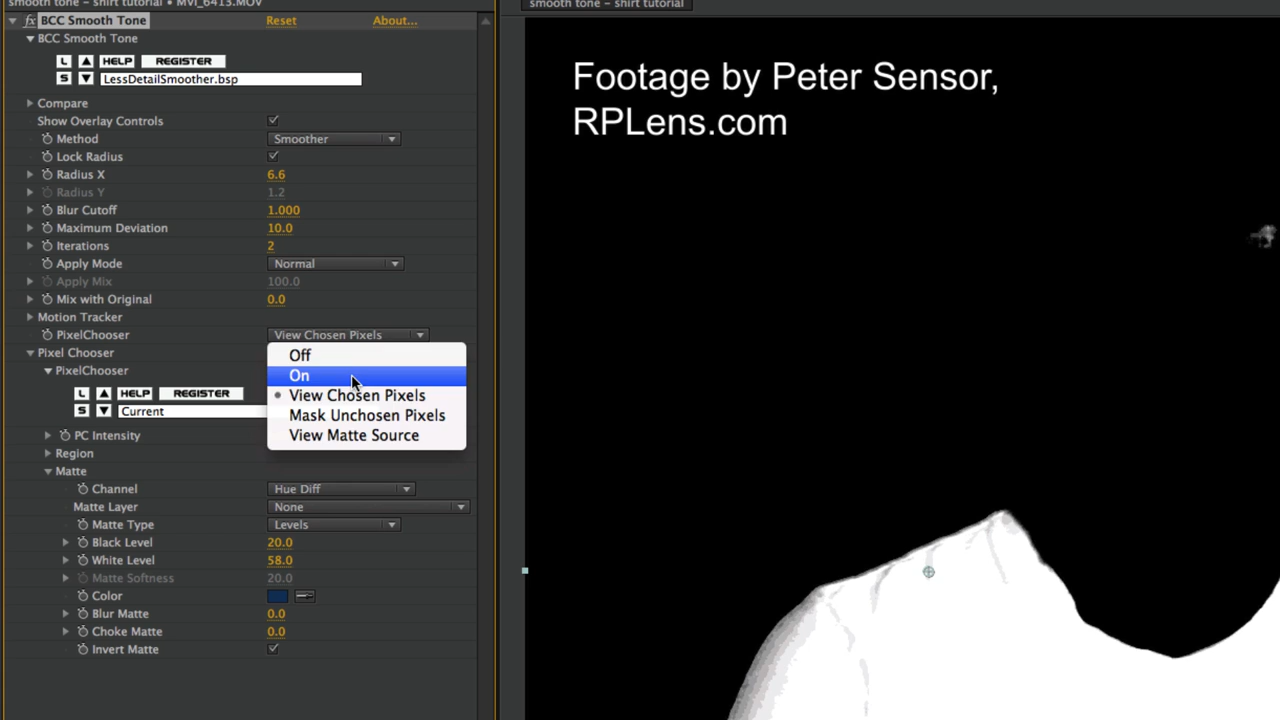 smooth tone - shirt tutorial • MVI_6413.MOV
smooth tone - shirt tutorial
fx BCC Smooth Tone Reset About...
BCC Smooth Tone
L HELP REGISTER
S LessDetailSmoother.bsp
Compare
Show Overlay Controls
Method Smoother
Lock Radius
Radius X 6.6
Radius Y 1.2
Blur Cutoff 1.000
Maximum Deviation 10.0
Iterations 2
Apply Mode Normal
Apply Mix 100.0
Mix with Original 0.0
Motion Tracker
PixelChooser View Chosen Pixels
Pixel Chooser
Off
PixelChooser
On
L HELP REGISTER
View Chosen Pixels
S Current
Mask Unchosen Pixels
PC Intensity
View Matte Source
Region
Matte
Channel Hue Diff
Matte Layer None
Matte Type Levels
Black Level 20.0
White Level 58.0
Matte Softness 20.0
Color
Blur Matte 0.0
Choke Matte 0.0
Invert Matte
Footage by Peter Sensor,
RPLens.com